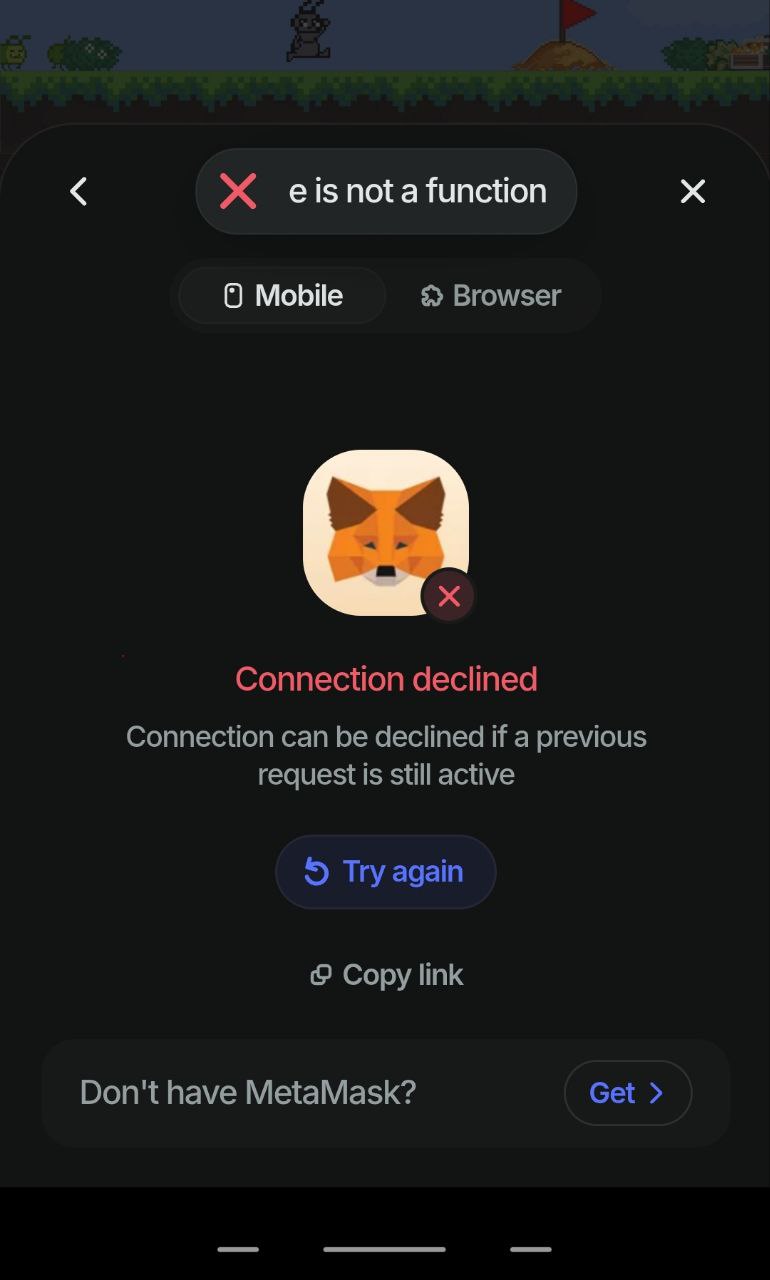 e is not a function
Mobile
Browser
Connection declined
Connection can be declined if a previous
request is still active
Try again
Copy link
Don't have MetaMask?
Get